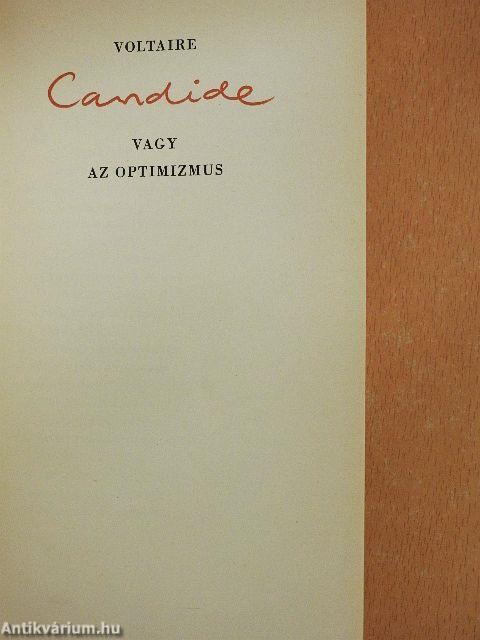 VOLTAIRE
Candide
VAGY
AZ OPTIMIZMUS
Antikvárium.hu